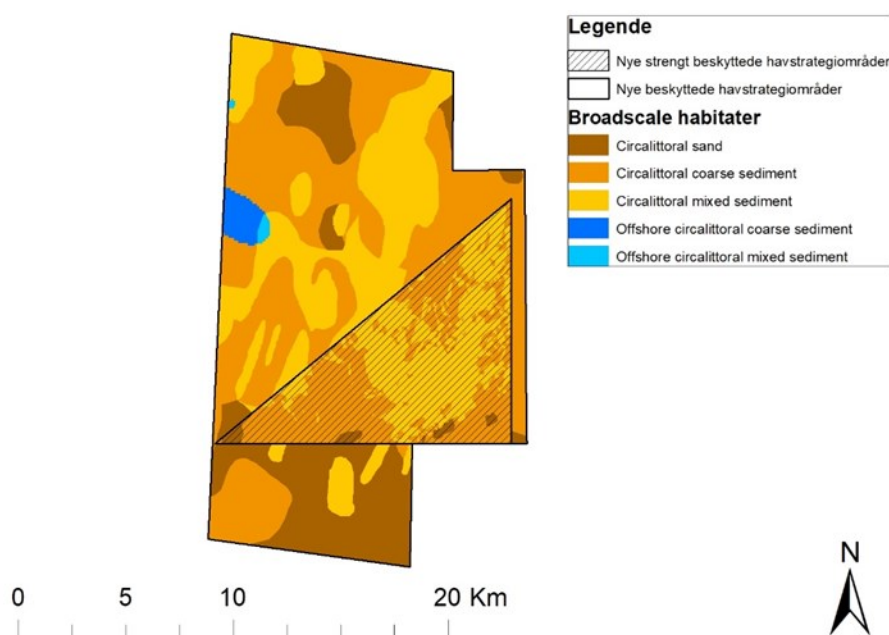 Legende
Nye strengt beskyttede havstrategiområder
Nye beskyttede havstrategiområder
Broadscale habitater
Circalittoral sand
Circalittoral coarse sediment
Circalittoral mixed sediment
Offshore circalittoral coarse sediment
Offshore circalittoral mixed sediment
0 5 10 20 Km
N